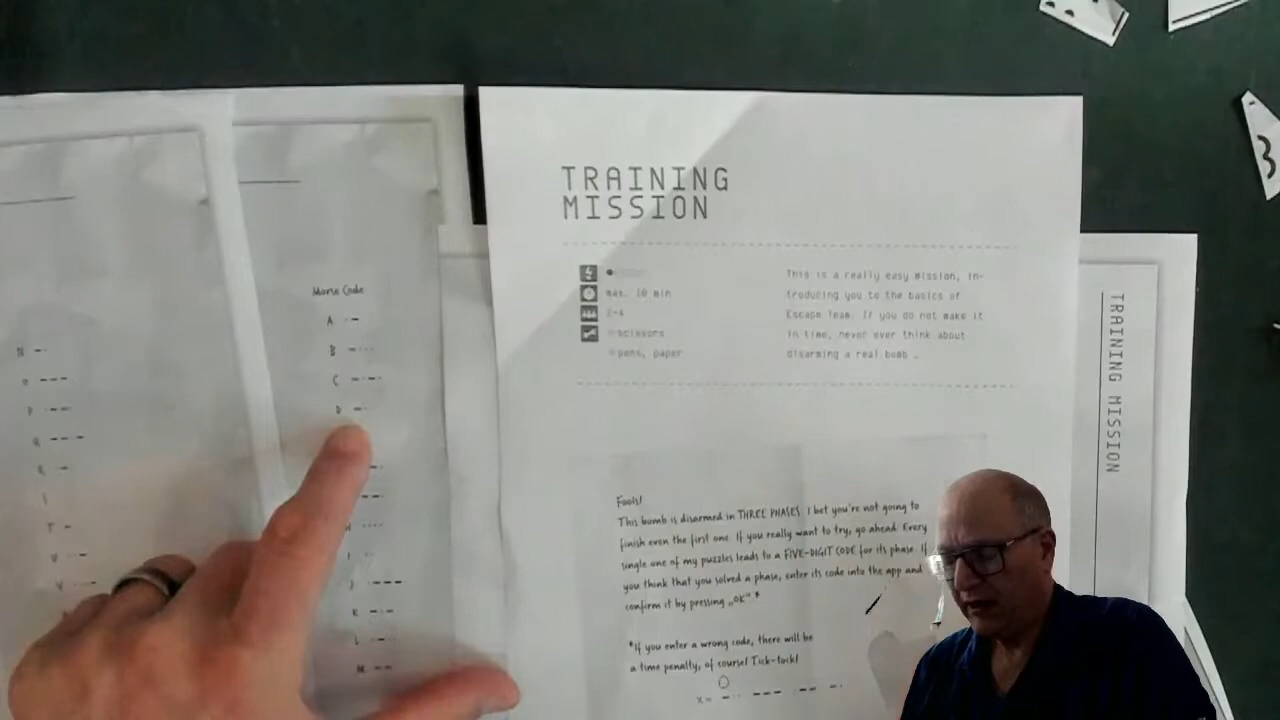 N -·
O ---
P ·--·
Q --·-
T -
Morse Code
A ·-
B -···
C -·-·
D -··
H ····
J ·---
K -·-
L ·-··
M --
TRAINING
MISSION
max. 10 min
2-4
scissors
pens, paper
This is a really easy mission, in-
troducing you to the basics of
Escape Team. If you do not make it
in time, never ever think about
disarming a real bomb …
Fools!
This bomb is disarmed in THREE PHASES. I bet you're not going to
finish even the first one. If you really want to try, go ahead. Every
single one of my puzzles leads to a FIVE-DIGIT CODE for its phase. If
you think that you solved a phase, enter its code into the app and
confirm it by pressing „OK" *
*If you enter a wrong code, there will be
a time penalty, of course! Tick-tock!
X =
TRAINING MISSION
3